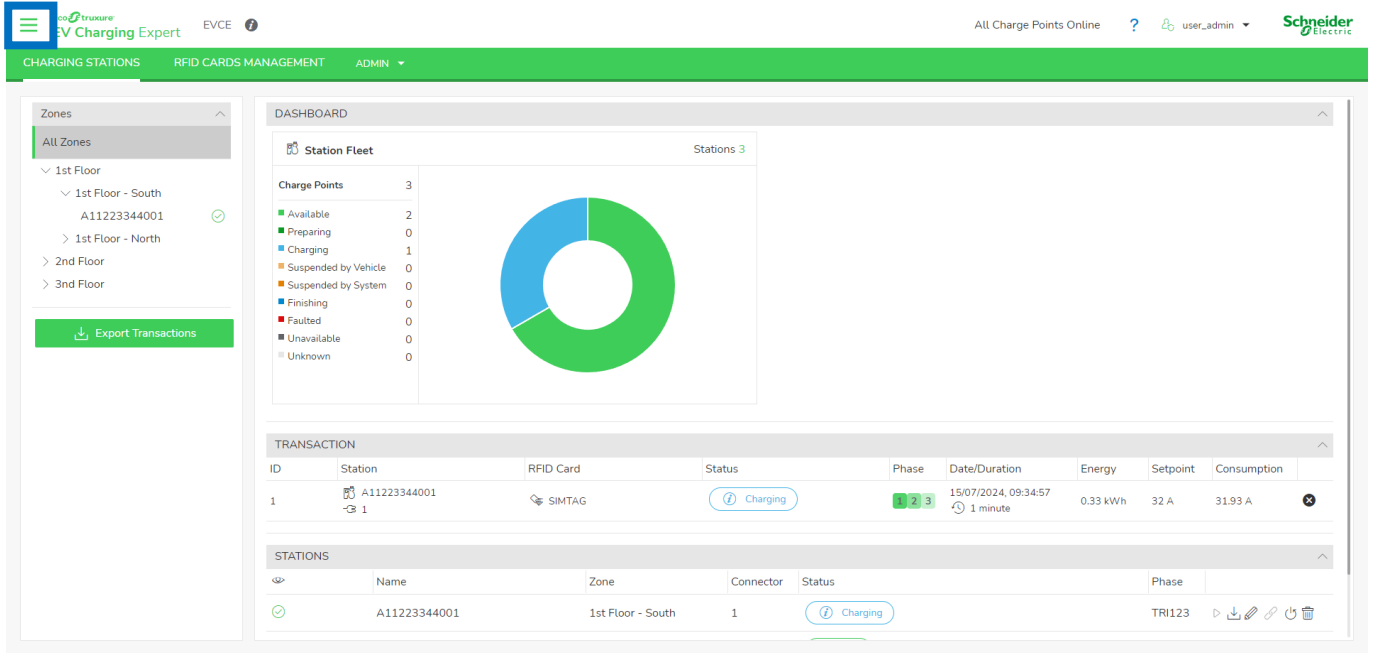 EcoStruxure
EV Charging Expert
EVCE
All Charge Points Online
?
user_admin
Schneider
Electric
CHARGING STATIONS
RFID CARDS MANAGEMENT
ADMIN
Zones
All Zones
1st Floor
1st Floor - South
A11223344001
1st Floor - North
2nd Floor
3nd Floor
Export Transactions
DASHBOARD
Station Fleet
Stations 3
Charge Points 3
Available 2
Preparing 0
Charging 1
Suspended by Vehicle 0
Suspended by System 0
Finishing 0
Faulted 0
Unavailable 0
Unknown 0
TRANSACTION
ID Station RFID Card Status Phase Date/Duration Energy Setpoint Consumption
1 A11223344001 SIMTAG Charging 1 2 3 15/07/2024, 09:34:57 0.33 kWh 32 A 31.93 A
1 1 minute
STATIONS
Name Zone Connector Status Phase
A11223344001 1st Floor - South 1 Charging TRI123